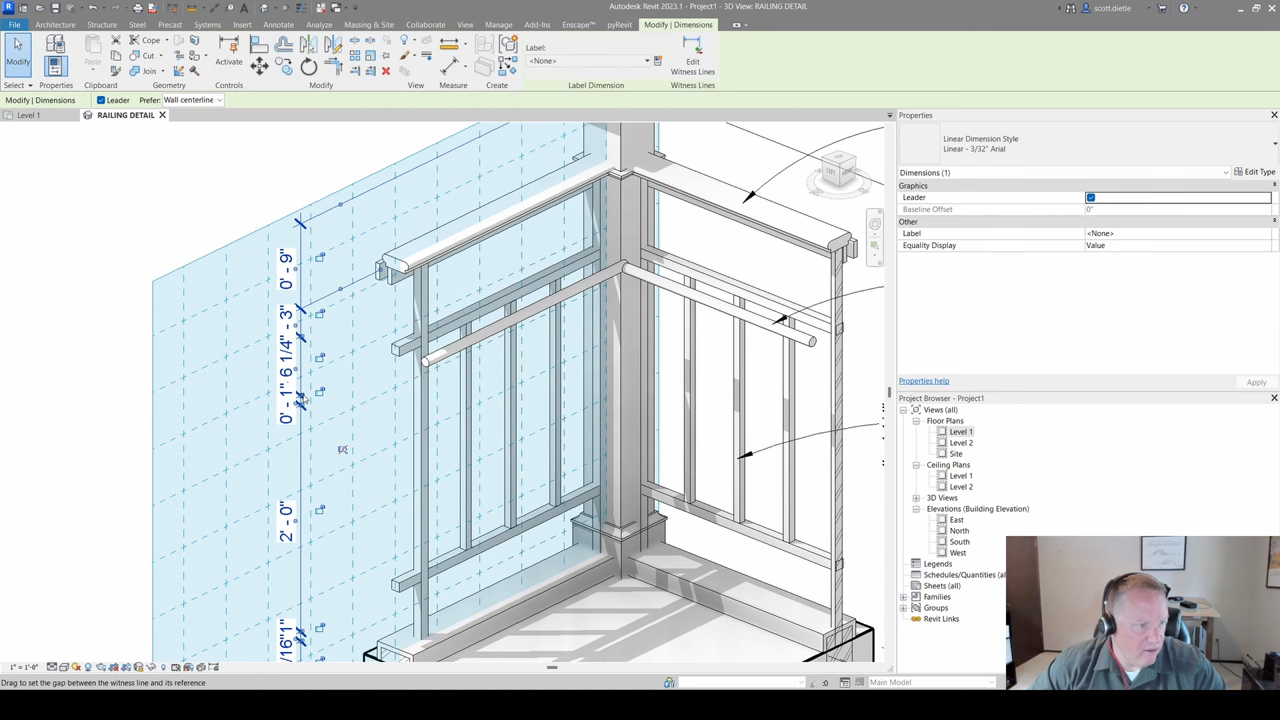 Autodesk Revit 2023.1 - Project1 - 3D View: RAILING DETAIL
scott.dietle
File
Architecture
Structure
Steel
Precast
Systems
Insert
Annotate
Analyze
Massing & Site
Collaborate
View
Manage
Add-Ins
Enscape™
pyRevit
Modify | Dimensions
Modify
Paste
Cope
Cut
Join
Activate
Label:
<None>
Edit
Witness Lines
Select
Properties
Clipboard
Geometry
Controls
Modify
View
Measure
Create
Label Dimension
Witness Lines
Modify | Dimensions
Leader
Prefer:
Wall centerline
Level 1
RAILING DETAIL
0' - 9"
0' - 1" 6 1/4" - 3"
2' - 0"
/16"1"
1" = 1'-0"
Properties
Linear Dimension Style
Linear - 3/32" Arial
Dimensions (1)
Edit Type
Graphics
Leader
Baseline Offset
0"
Other
Label
<None>
Equality Display
Value
Properties help
Apply
Project Browser - Project1
Views (all)
Floor Plans
Level 1
Level 2
Site
Ceiling Plans
Level 1
Level 2
3D Views
Elevations (Building Elevation)
East
North
South
West
Legends
Schedules/Quantities (al
Sheets (all)
Families
Groups
Revit Links
Drag to set the gap between the witness line and its reference
:0
Main Model